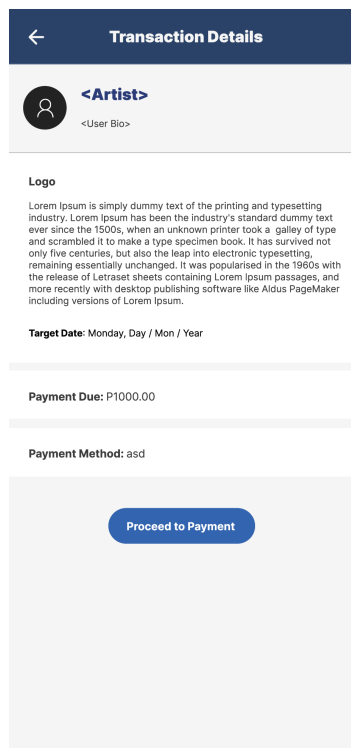 Transaction Details
<Artist>
<User Bio>
Logo
Lorem Ipsum is simply dummy text of the printing and typesetting
industry. Lorem Ipsum has been the industry's standard dummy text
ever since the 1500s, when an unknown printer took a galley of type
and scrambled it to make a type specimen book. It has survived not
only five centuries, but also the leap into electronic typesetting,
remaining essentially unchanged. It was popularised in the 1960s with
the release of Letraset sheets containing Lorem Ipsum passages, and
more recently with desktop publishing software like Aldus PageMaker
including versions of Lorem Ipsum.
Target Date: Monday, Day / Mon / Year
Payment Due: P1000.00
Payment Method: asd
Proceed to Payment